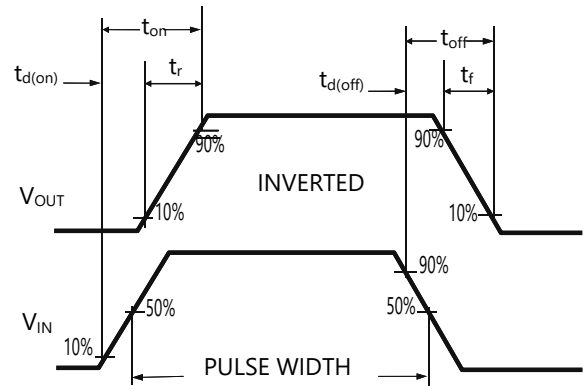 ton
toff
td(on)
tr
td(off)
tf
90%
90%
INVERTED
VOUT
10%
10%
90%
50%
50%
VIN
10%
PULSE WIDTH